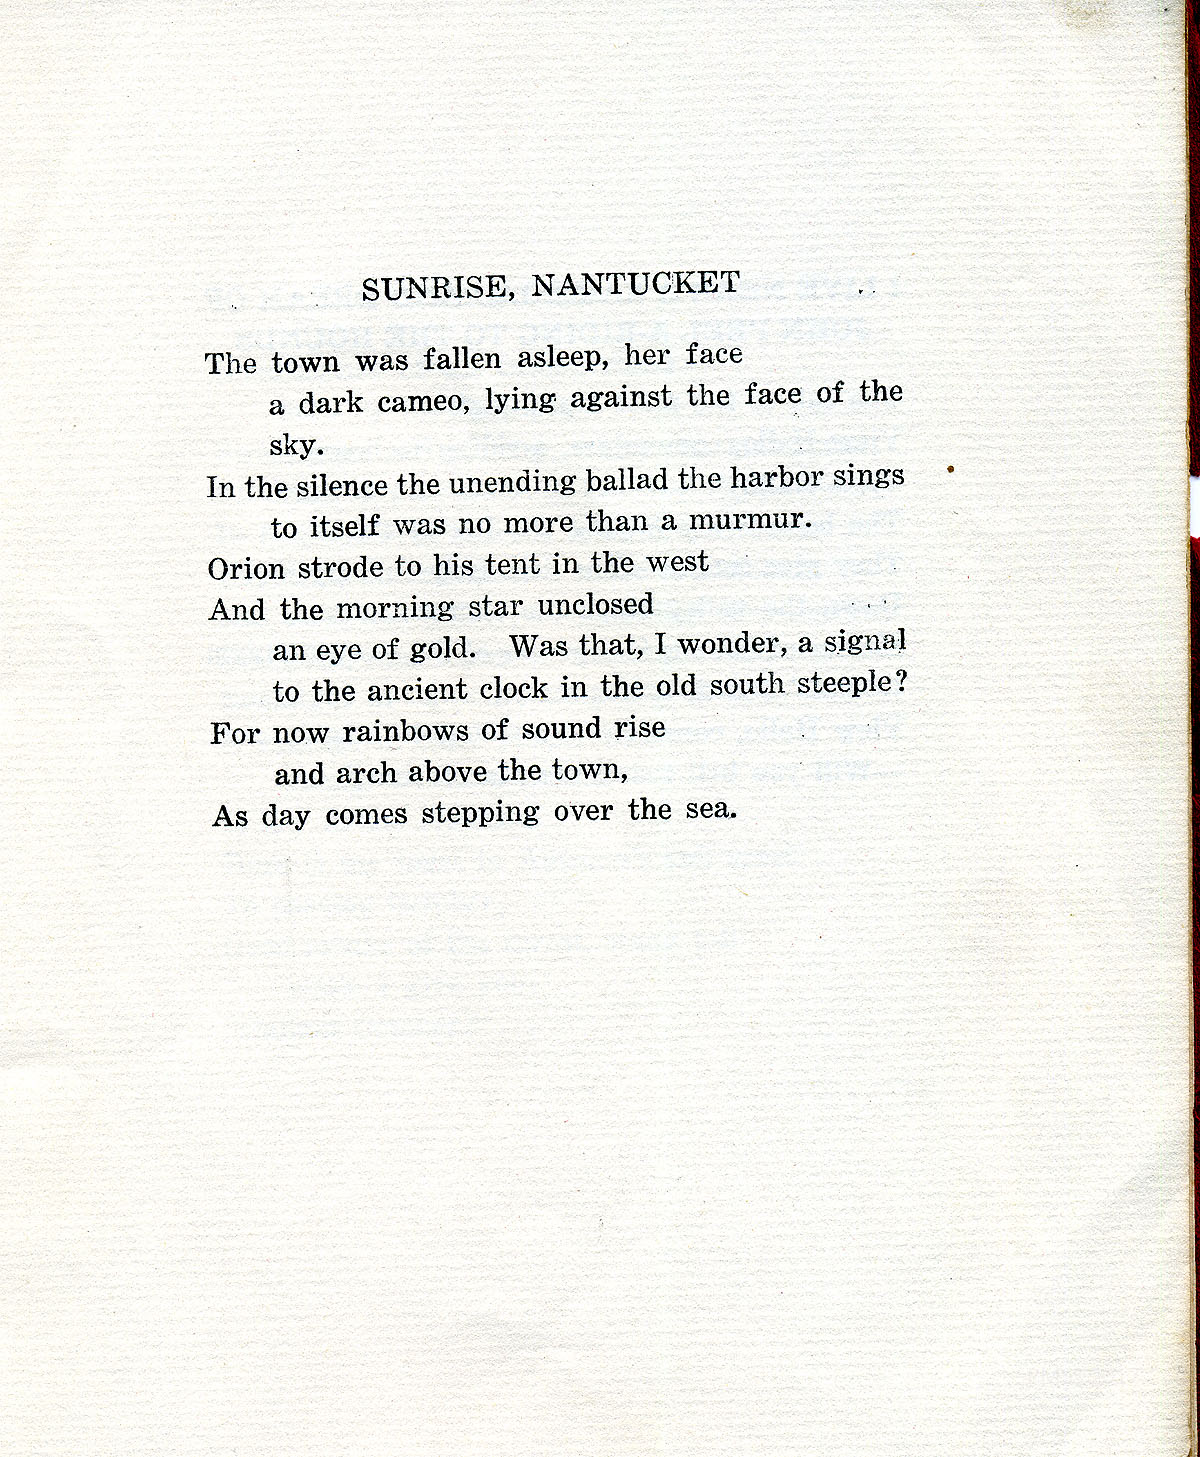 SUNRISE, NANTUCKET
The town was fallen asleep, her face
a dark cameo, lying against the face of the
sky.
In the silence the unending ballad the harbor sings
to itself was no more than a murmur.
Orion strode to his tent in the west
And the morning star unclosed
an eye of gold. Was that, I wonder, a signal
to the ancient clock in the old south steeple?
For now rainbows of sound rise
and arch above the town,
As day comes stepping over the sea.